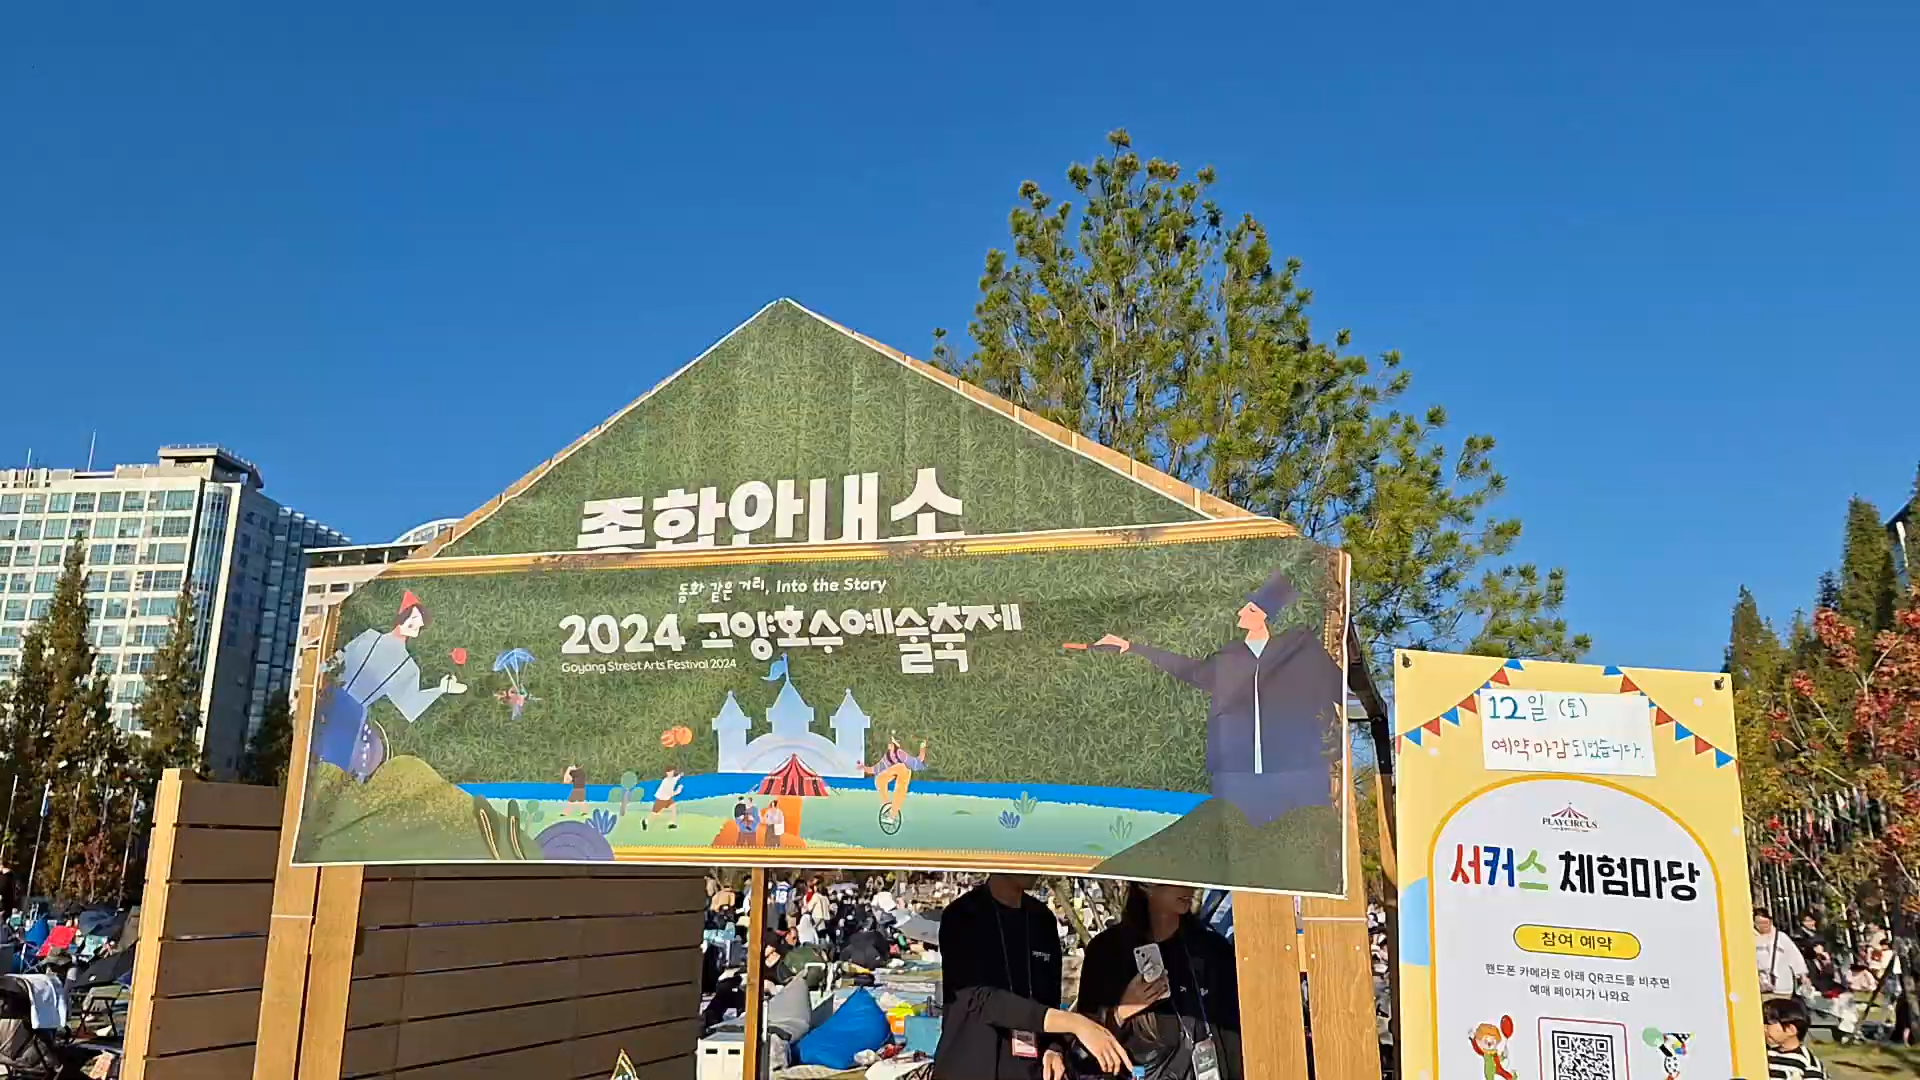 종합안내소
동화 같은 거리, Into the Story
2024 고양호수예술축제
Goyang Street Arts Festival 2024
12일 (토)
예약마감되었습니다.
PLAYCIRCUS
서커스 체험마당
참여 예약
핸드폰 카메라로 아래 QR코드를 비추면
예매 페이지가 나와요